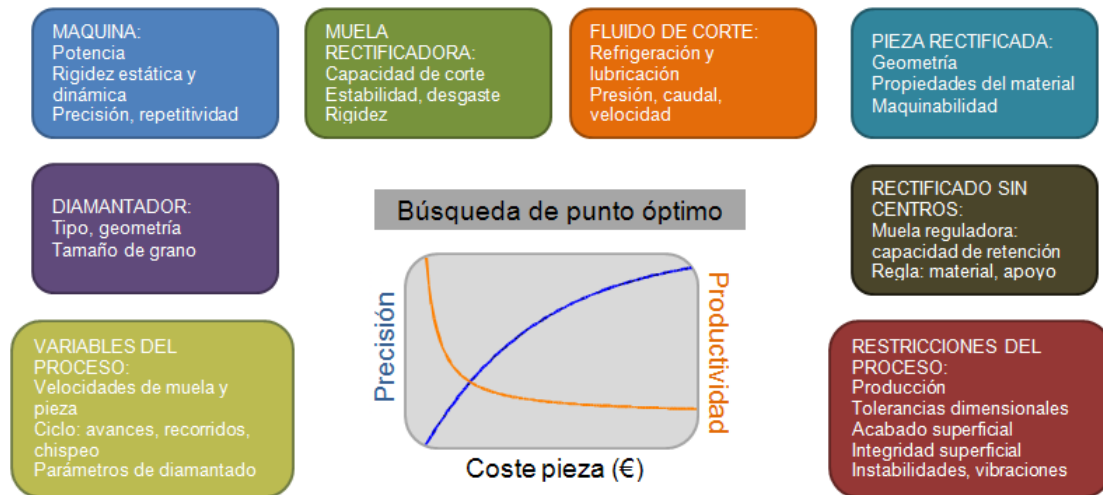 MAQUINA:
Potencia
Rigidez estática y
dinámica
Precisión, repetitividad
MUELA
RECTIFICADORA:
Capacidad de corte
Estabilidad, desgaste
Rigidez
FLUIDO DE CORTE:
Refrigeración y
lubricación
Presión, caudal,
velocidad
PIEZA RECTIFICADA:
Geometría
Propiedades del material
Maquinabilidad
DIAMANTADOR:
Tipo, geometría
Tamaño de grano
Búsqueda de punto óptimo
RECTIFICADO SIN
CENTROS:
Muela reguladora:
capacidad de retención
Regla: material, apoyo
VARIABLES DEL
PROCESO:
Velocidades de muela y
pieza
Ciclo: avances, recorridos,
chispeo
Parámetros de diamantado
Precisión
Productividad
Coste pieza (€)
RESTRICCIONES DEL
PROCESO:
Producción
Tolerancias dimensionales
Acabado superficial
Integridad superficial
Instabilidades, vibraciones